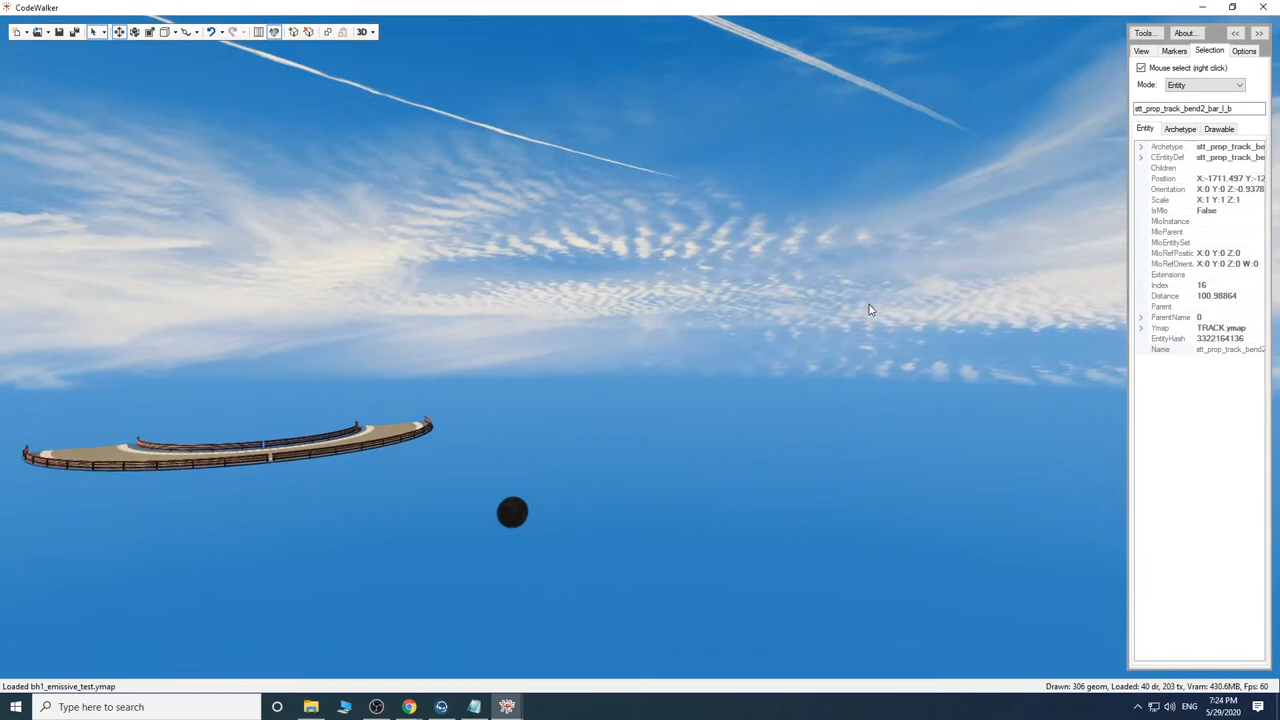 CodeWalker
3D
Tools...
About...
<<
>>
View
Markers
Selection
Options
Mouse select (right click)
Mode:
Entity
stt_prop_track_bend2_bar_l_b
Entity
Archetype
Drawable
Archetype stt_prop_track_be
CEntityDef stt_prop_track_be
Children
Position X:-1711.497 Y:-12
Orientation X:0 Y:0 Z:-0.9378
Scale X:1 Y:1 Z:1
IsMlo False
MloInstance
MloParent
MloEntitySet
MloRefPositic X:0 Y:0 Z:0
MloRefOrient X:0 Y:0 Z:0 W:0
Extensions
Index 16
Distance 100.98864
Parent
ParentName 0
Ymap TRACK.ymap
EntityHash 3322164136
Name stt_prop_track_bend2
Loaded bh1_emissive_test.ymap
Drawn: 306 geom, Loaded: 40 dr, 203 tx, Vram: 430.6MB, Fps: 60
Type here to search
ENG
7:24 PM
5/29/2020